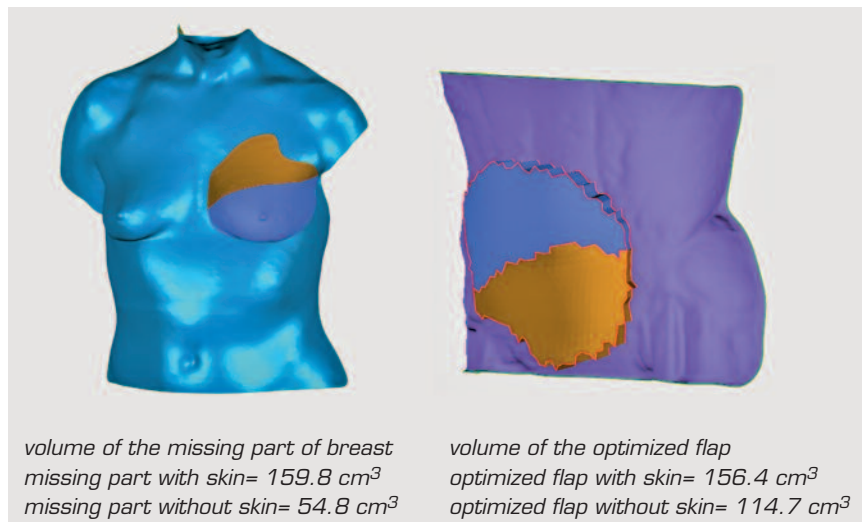 volume of the missing part of breast
missing part with skin= 159.8 cm³
missing part without skin= 54.8 cm³
volume of the optimized flap
optimized flap with skin= 156.4 cm³
optimized flap without skin= 114.7 cm³